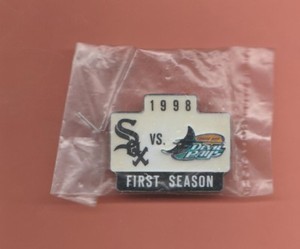 1998
Sox VS. Devil Rays
FIRST SEASON